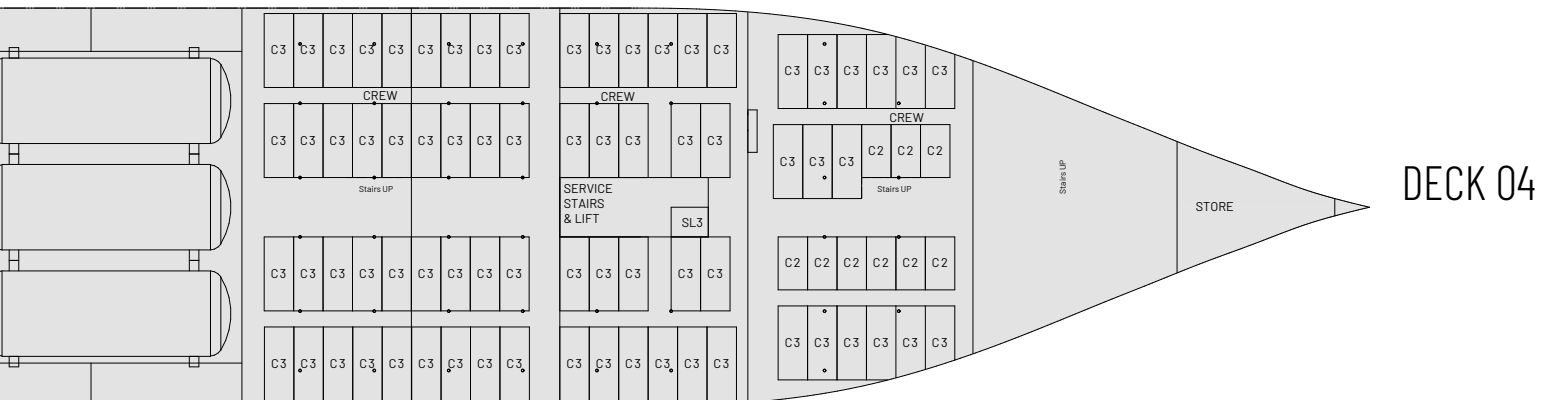 C3 C3 C3 C3 C3 C3 C3 C3 C3 C3 C3 C3 C3 C3 C3
C3 C3 C3 C3 C3 C3
CREW CREW
CREW
C3 C3 C3 C3 C3 C3 C3 C3 C3 C3 C3 C3 C3 C3
C3 C3 C3 C2 C2 C2
Stairs UP
SERVICE
STAIRS
& LIFT
SL3
Stairs UP
Stairs UP
STORE
DECK 04
C3 C3 C3 C3 C3 C3 C3 C3 C3 C3 C3 C3 C3 C3
C2 C2 C2 C2 C2 C2
C3 C3 C3 C3 C3 C3
C3 C3 C3 C3 C3 C3 C3 C3 C3 C3 C3 C3 C3 C3 C3